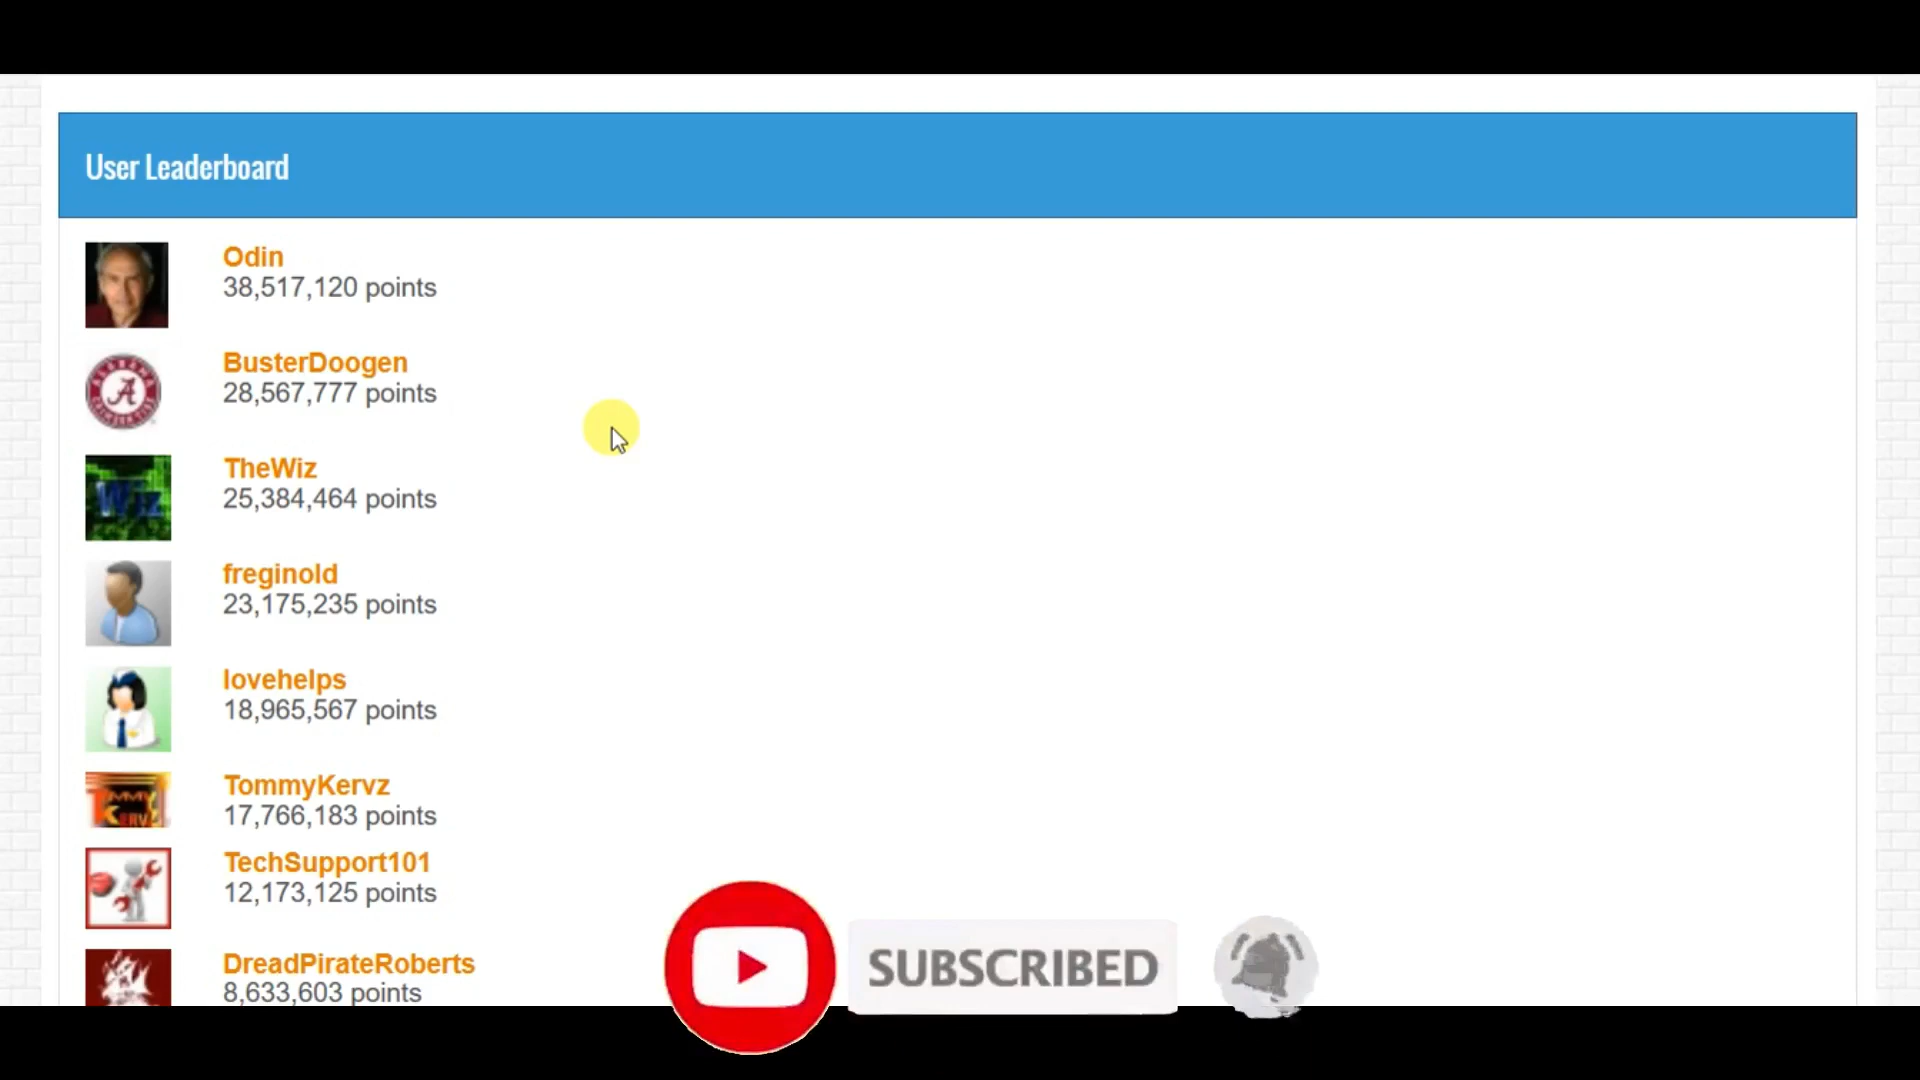 User Leaderboard
Odin
38,517,120 points
ALABAMA
A
BusterDoogen
28,567,777 points
Wiz
TheWiz
25,384,464 points
freginold
23,175,235 points
lovehelps
18,965,567 points
TommyKervz
17,766,183 points
TechSupport101
12,173,125 points
DreadPirateRoberts
8,633,603 points
SUBSCRIBED